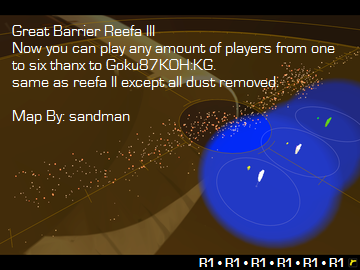 Great Barrier Reefa III
Now you can play any amount of players from one
to six thanx to Goku87KOH:KG.
same as reefa II except all dust removed.
Map By: sandman
R1 • R1 • R1 • R1 • R1 • R1 r